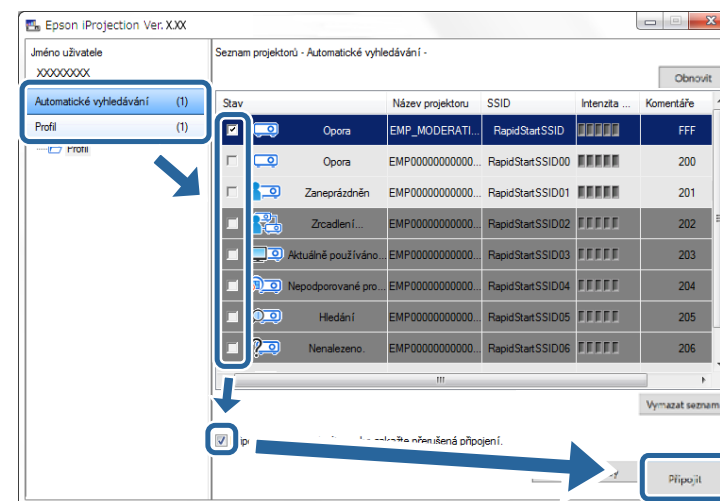 Epson iProjection Ver. X.XX
Jméno uživatele
XXXXXXXX
Automatické vyhledávání (1)
Profil (1)
Profil
Seznam projektorů - Automatické vyhledávání -
Obnovit
Stav Název projektoru SSID Intenzita ... Komentáře
Opora EMP_MODERATI... RapidStartSSID FFF
Opora EMP00000000000... RapidStartSSID00 200
Zaneprázdněn EMP00000000000... RapidStartSSID01 201
Zrcadlení... EMP00000000000... RapidStartSSID02 202
Aktuálně používáno... EMP00000000000... RapidStartSSID03 203
Nepodporované pro... EMP00000000000... RapidStartSSID04 204
Hledání EMP00000000000... RapidStartSSID05 205
Nenalezeno. EMP00000000000... RapidStartSSID06 206
Vymazat seznam
přerušená připojení.
Připojit